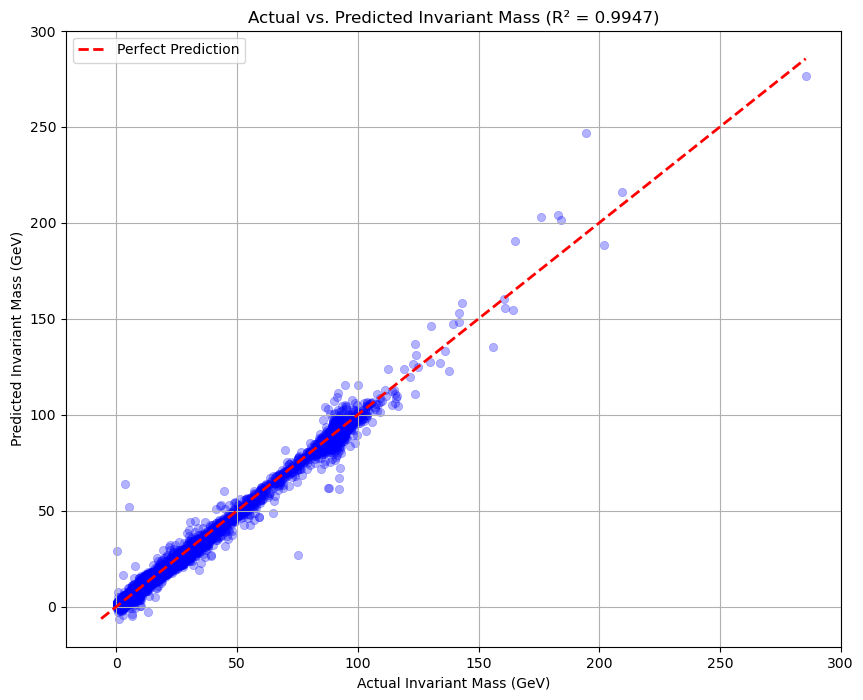 Actual vs. Predicted Invariant Mass (R² = 0.9947)
Perfect Prediction
Predicted Invariant Mass (GeV)
300
250
200
150
100
50
0
0 50 100 150 200 250 300
Actual Invariant Mass (GeV)